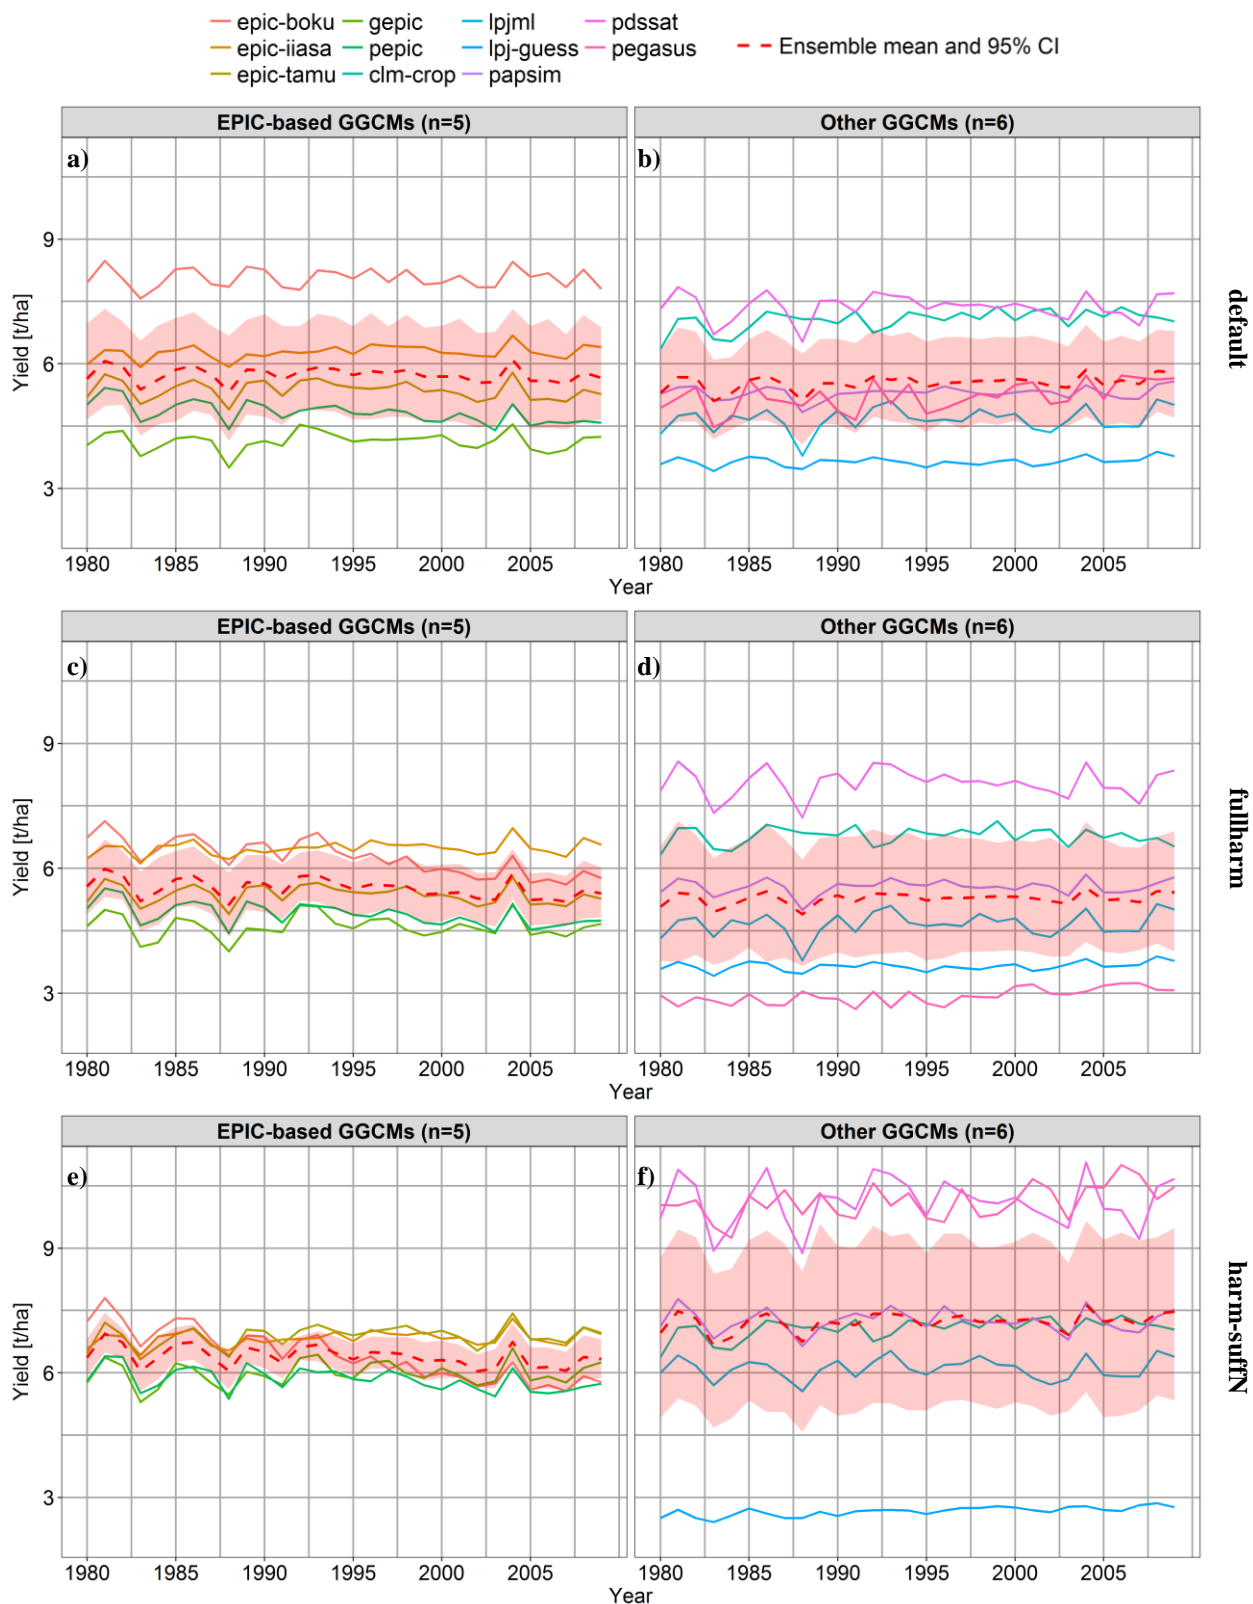 epic-boku gepic lpjml pdssat
epic-iiasa pepic lpj-guess pegasus Ensemble mean and 95% CI
epic-tamu clm-crop papsim
EPIC-based GGCMs (n=5) Other GGCMs (n=6)
a) b)
9
6
3
Yield [t/ha]
default
1980 1985 1990 1995 2000 2005 1980 1985 1990 1995 2000 2005
Year Year
EPIC-based GGCMs (n=5) Other GGCMs (n=6)
c) d)
9
6
3
Yield [t/ha]
fullharm
1980 1985 1990 1995 2000 2005 1980 1985 1990 1995 2000 2005
Year Year
EPIC-based GGCMs (n=5) Other GGCMs (n=6)
e) f)
9
6
3
Yield [t/ha]
harm-suffN
1980 1985 1990 1995 2000 2005 1980 1985 1990 1995 2000 2005
Year Year